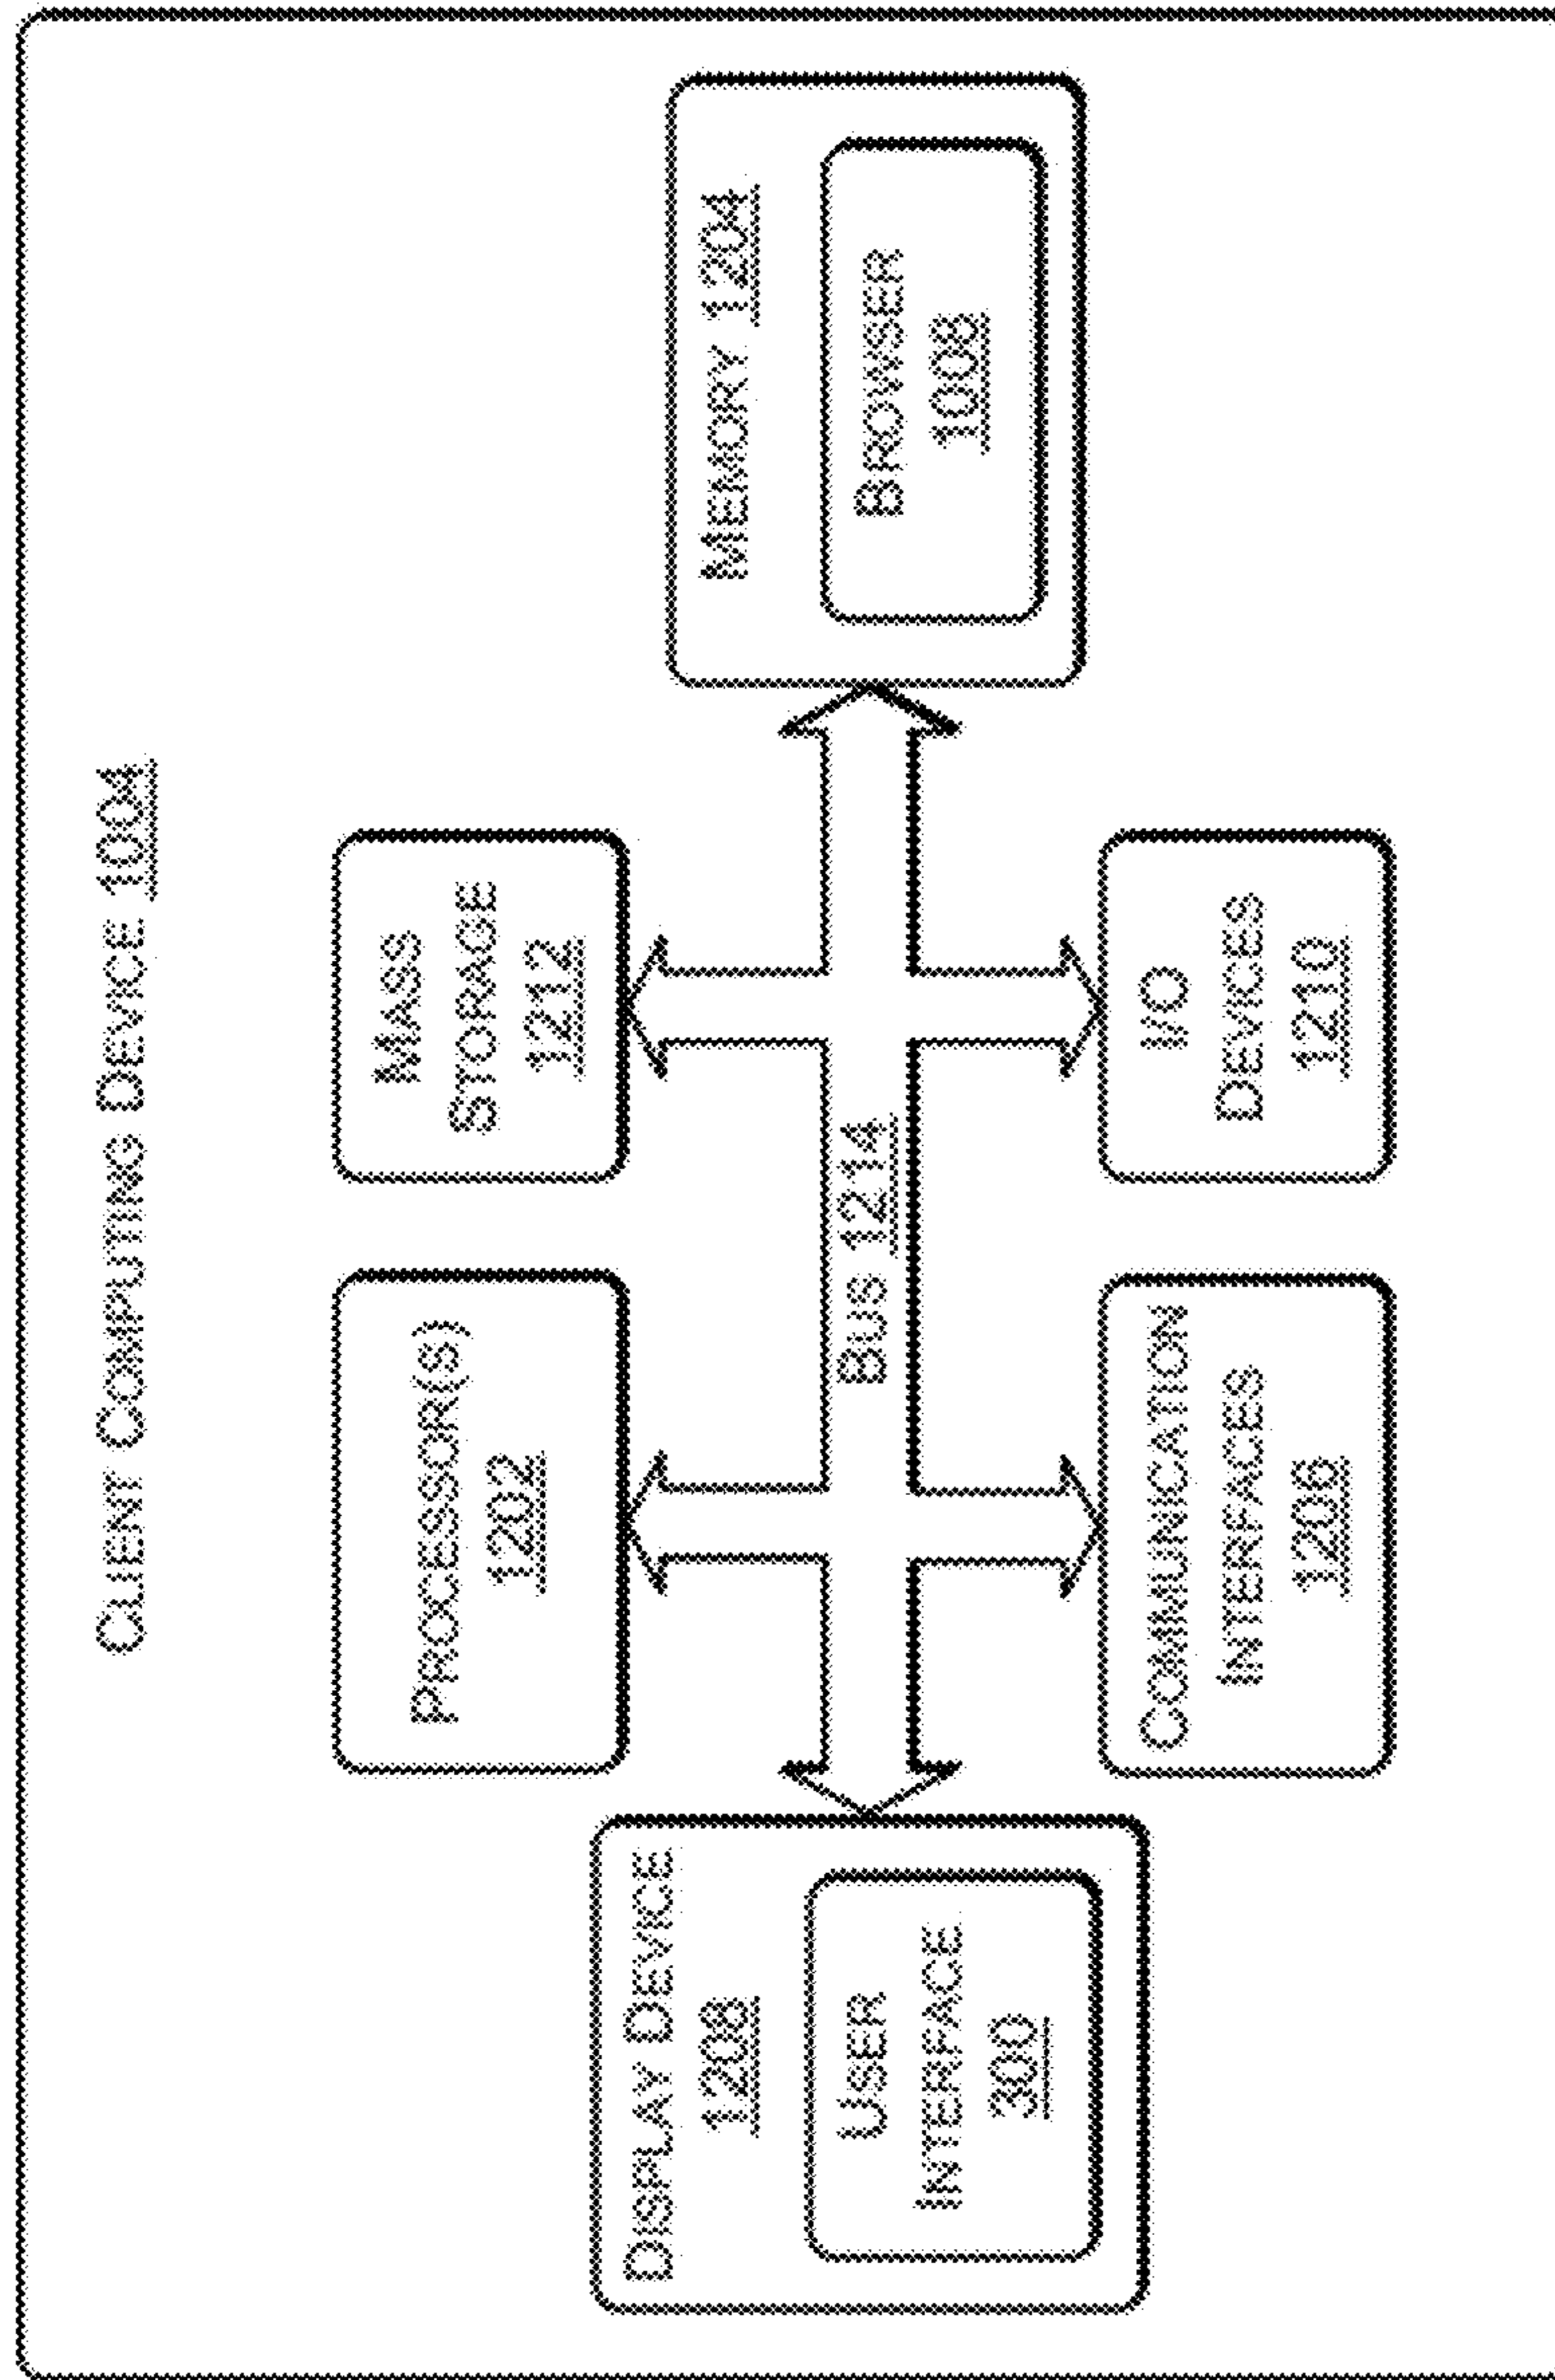 CLIENT COMPUTING DEVICE 1004
PROCESSOR(S)
1202
MASS
STORAGE
1212
DISPLAY DEVICE
1208
USER
INTERFACE
300
BUS 1214
MEMORY 1204
BROWSER
1008
COMMUNICATION
INTERFACES
1206
I/O
DEVICES
1210